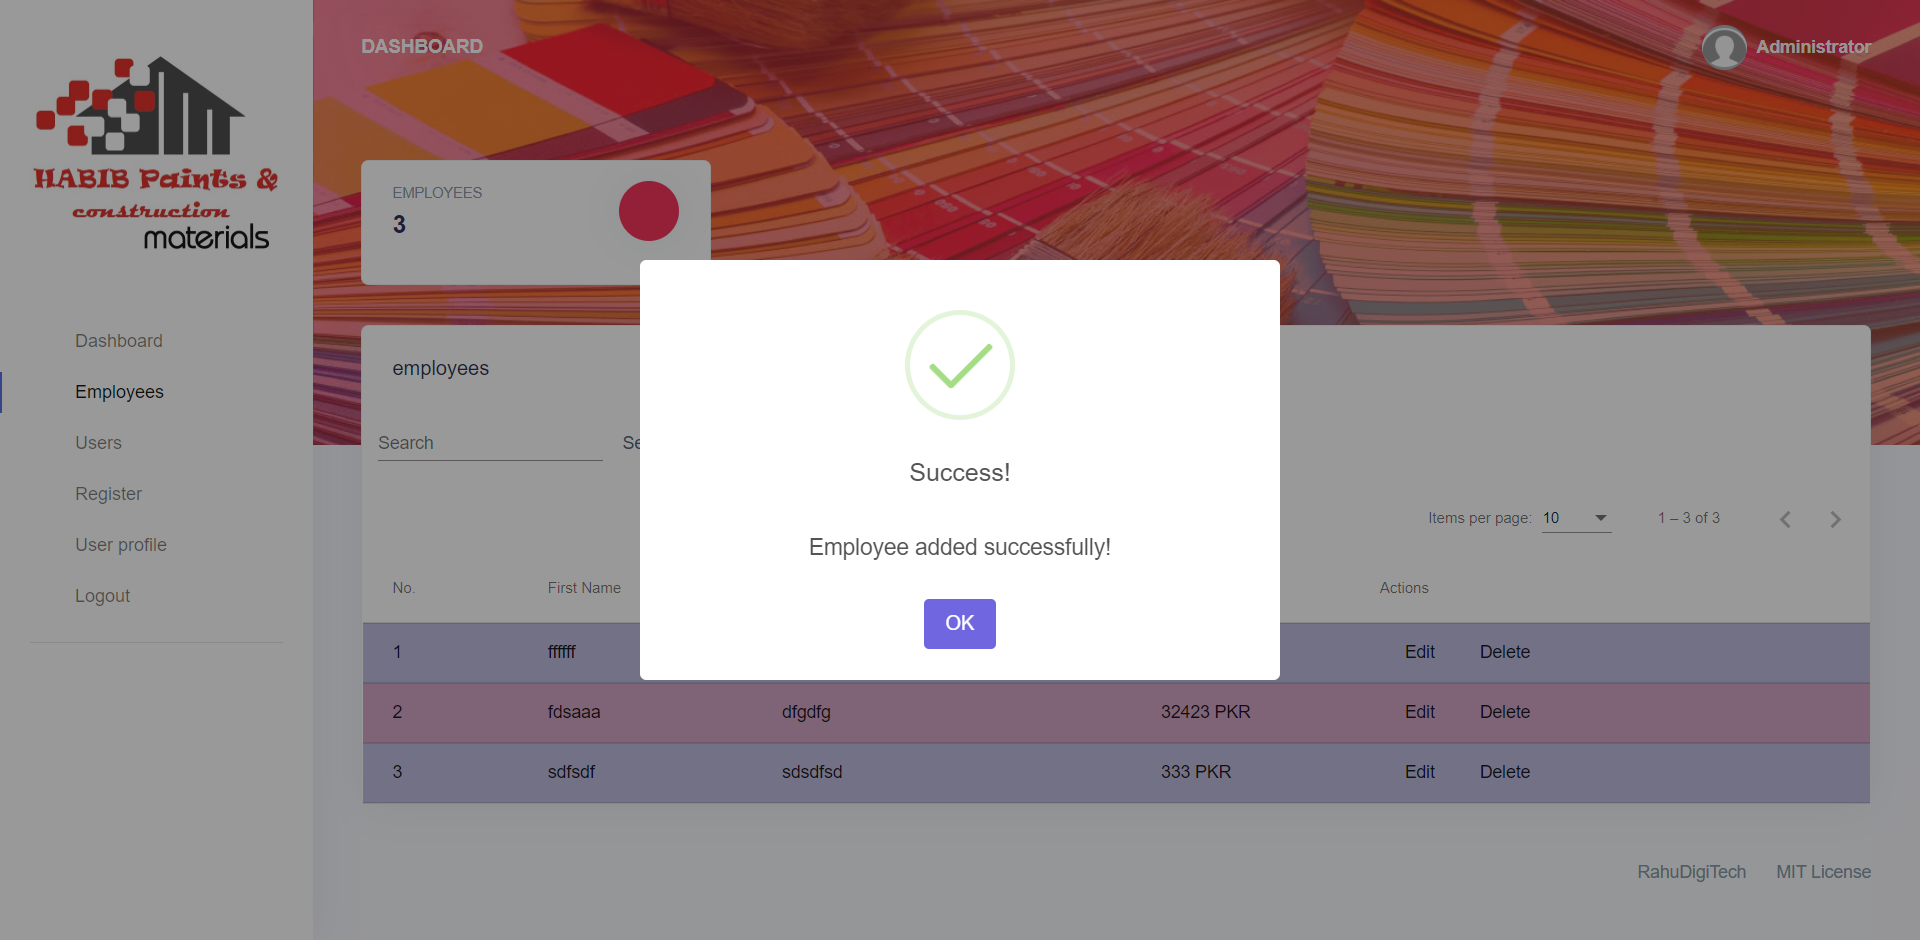 HABIB Paints &
construction
materials
Dashboard
Employees
Users
Register
User profile
Logout
DASHBOARD
Administrator
EMPLOYEES
3
employees
Search
Success!
Employee added successfully!
OK
Items per page: 10 1 – 3 of 3
No. First Name Actions
1 ffffff Edit Delete
2 fdsaaa dfgdfg 32423 PKR Edit Delete
3 sdfsdf sdsdfsd 333 PKR Edit Delete
RahuDigiTech MIT License